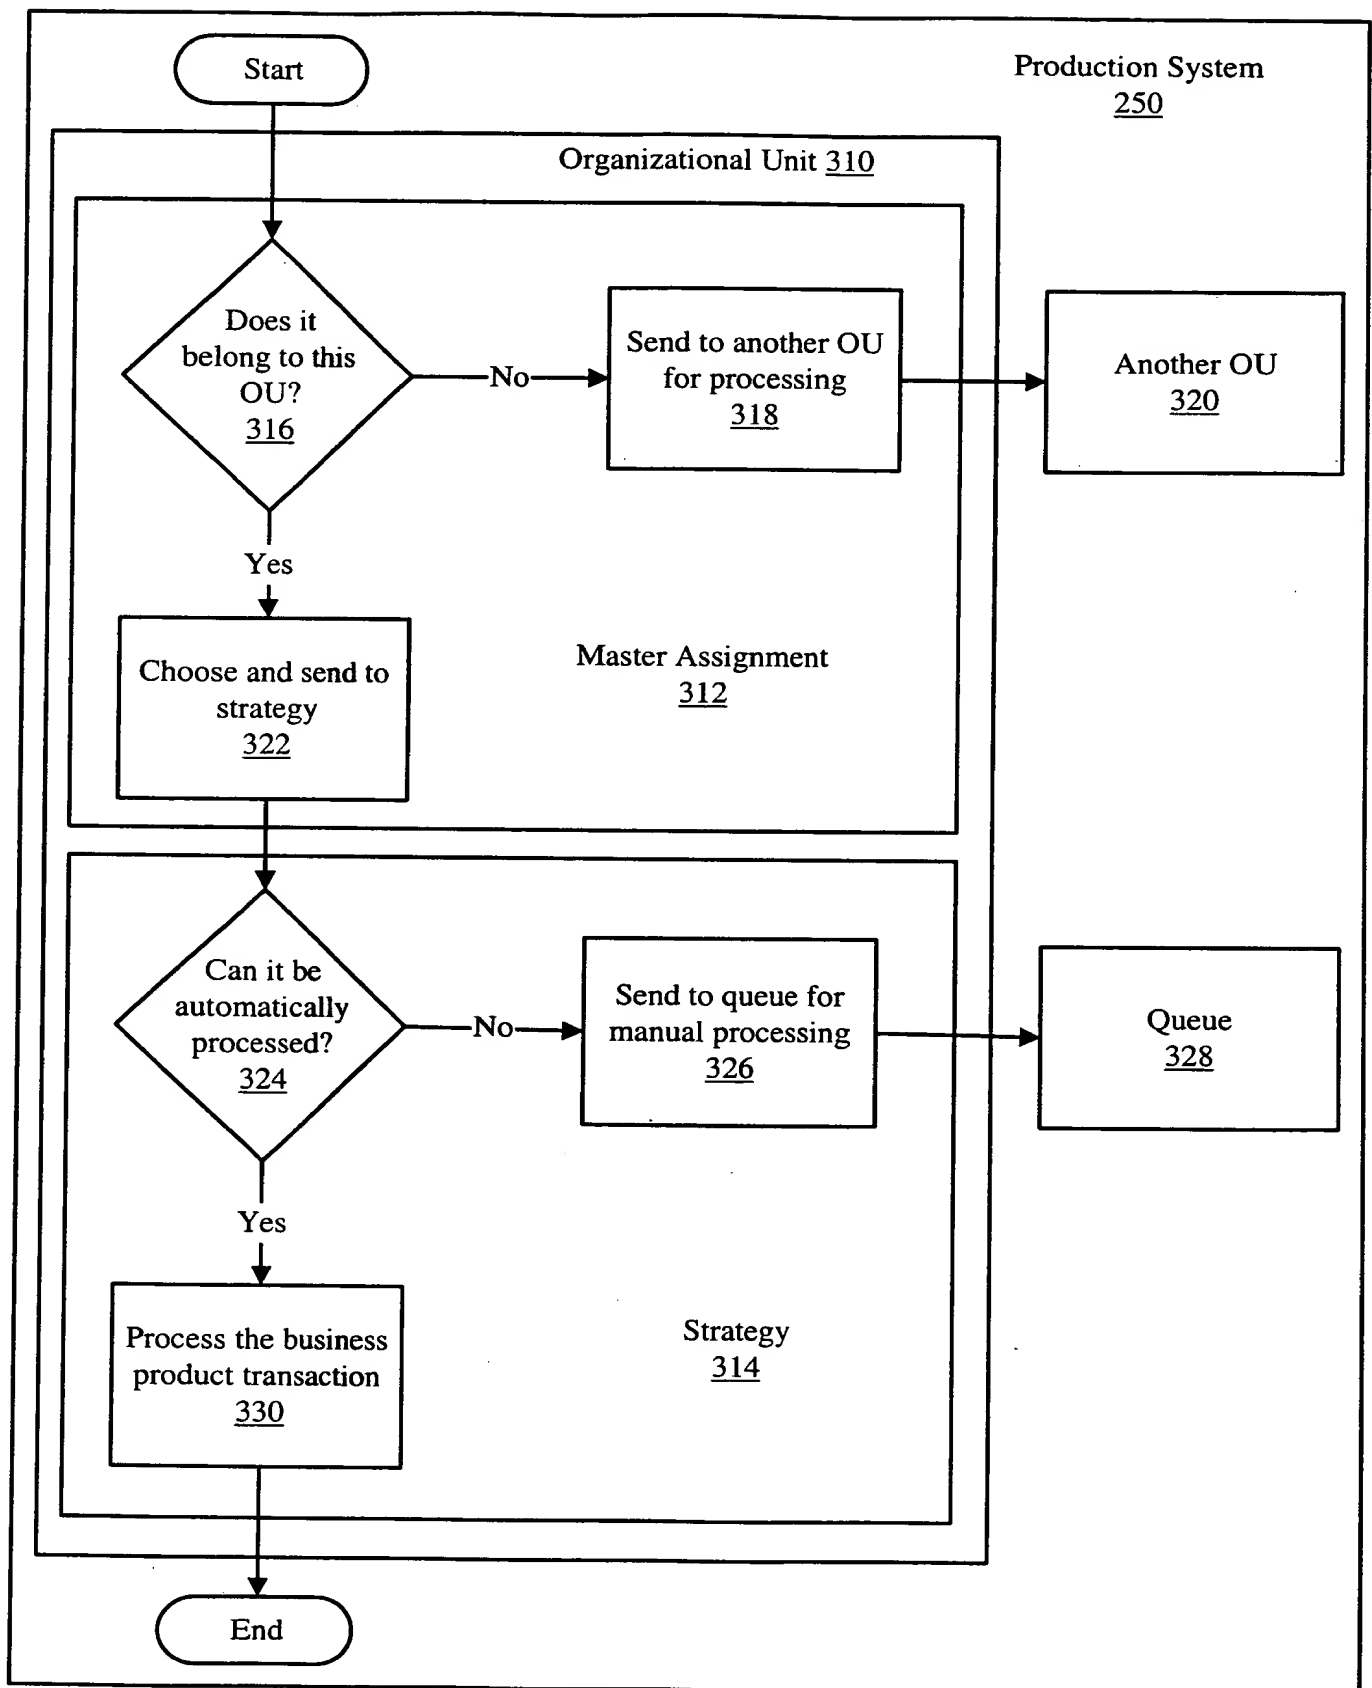 Start
Production System
250
Organizational Unit 310
Does it
belong to this
OU?
316
No
Send to another OU
for processing
318
Another OU
320
Yes
Choose and send to
strategy
322
Master Assignment
312
Can it be
automatically
processed?
324
No
Send to queue for
manual processing
326
Queue
328
Yes
Process the business
product transaction
330
Strategy
314
End